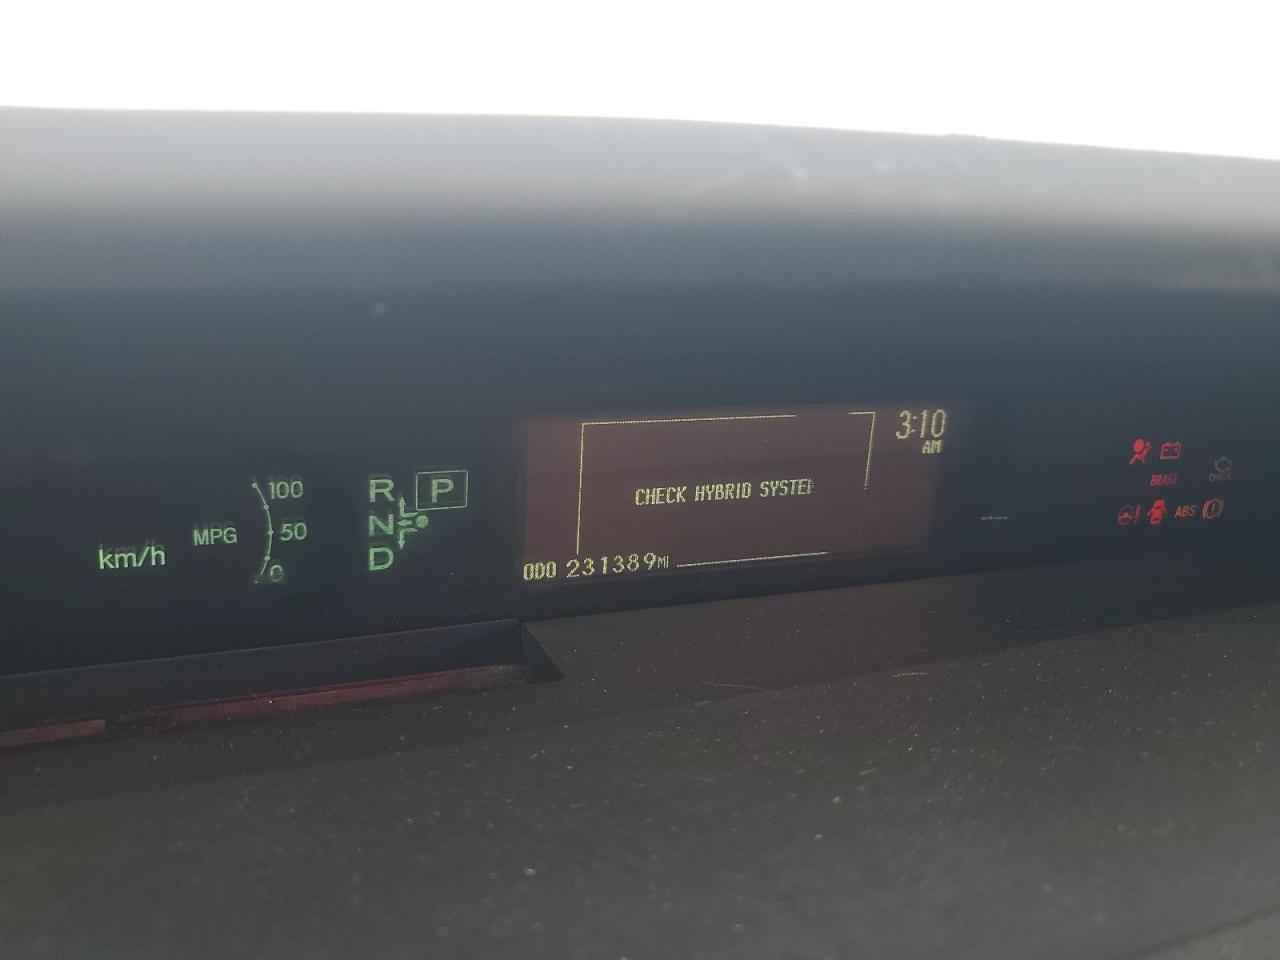 km/h
MPG
100
50
0
R
N
D
P
CHECK HYBRID SYSTEM
ODO 231389MI
3:10
AM
BRAKE
CHECK
ABS